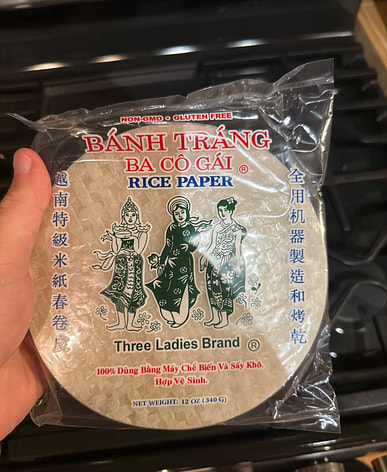 NON-GMO • GLUTEN FREE
BÁNH TRÁNG
BA CÔ GÁI ®
RICE PAPER
越南特級米紙春卷皮
全用机器製造和烤乾
Three Ladies Brand ®
100% Dùng Bằng Máy Chế Biến Và Sấy Khô.
Hợp Vệ Sinh.
NET WEIGHT: 12 OZ (340 G)